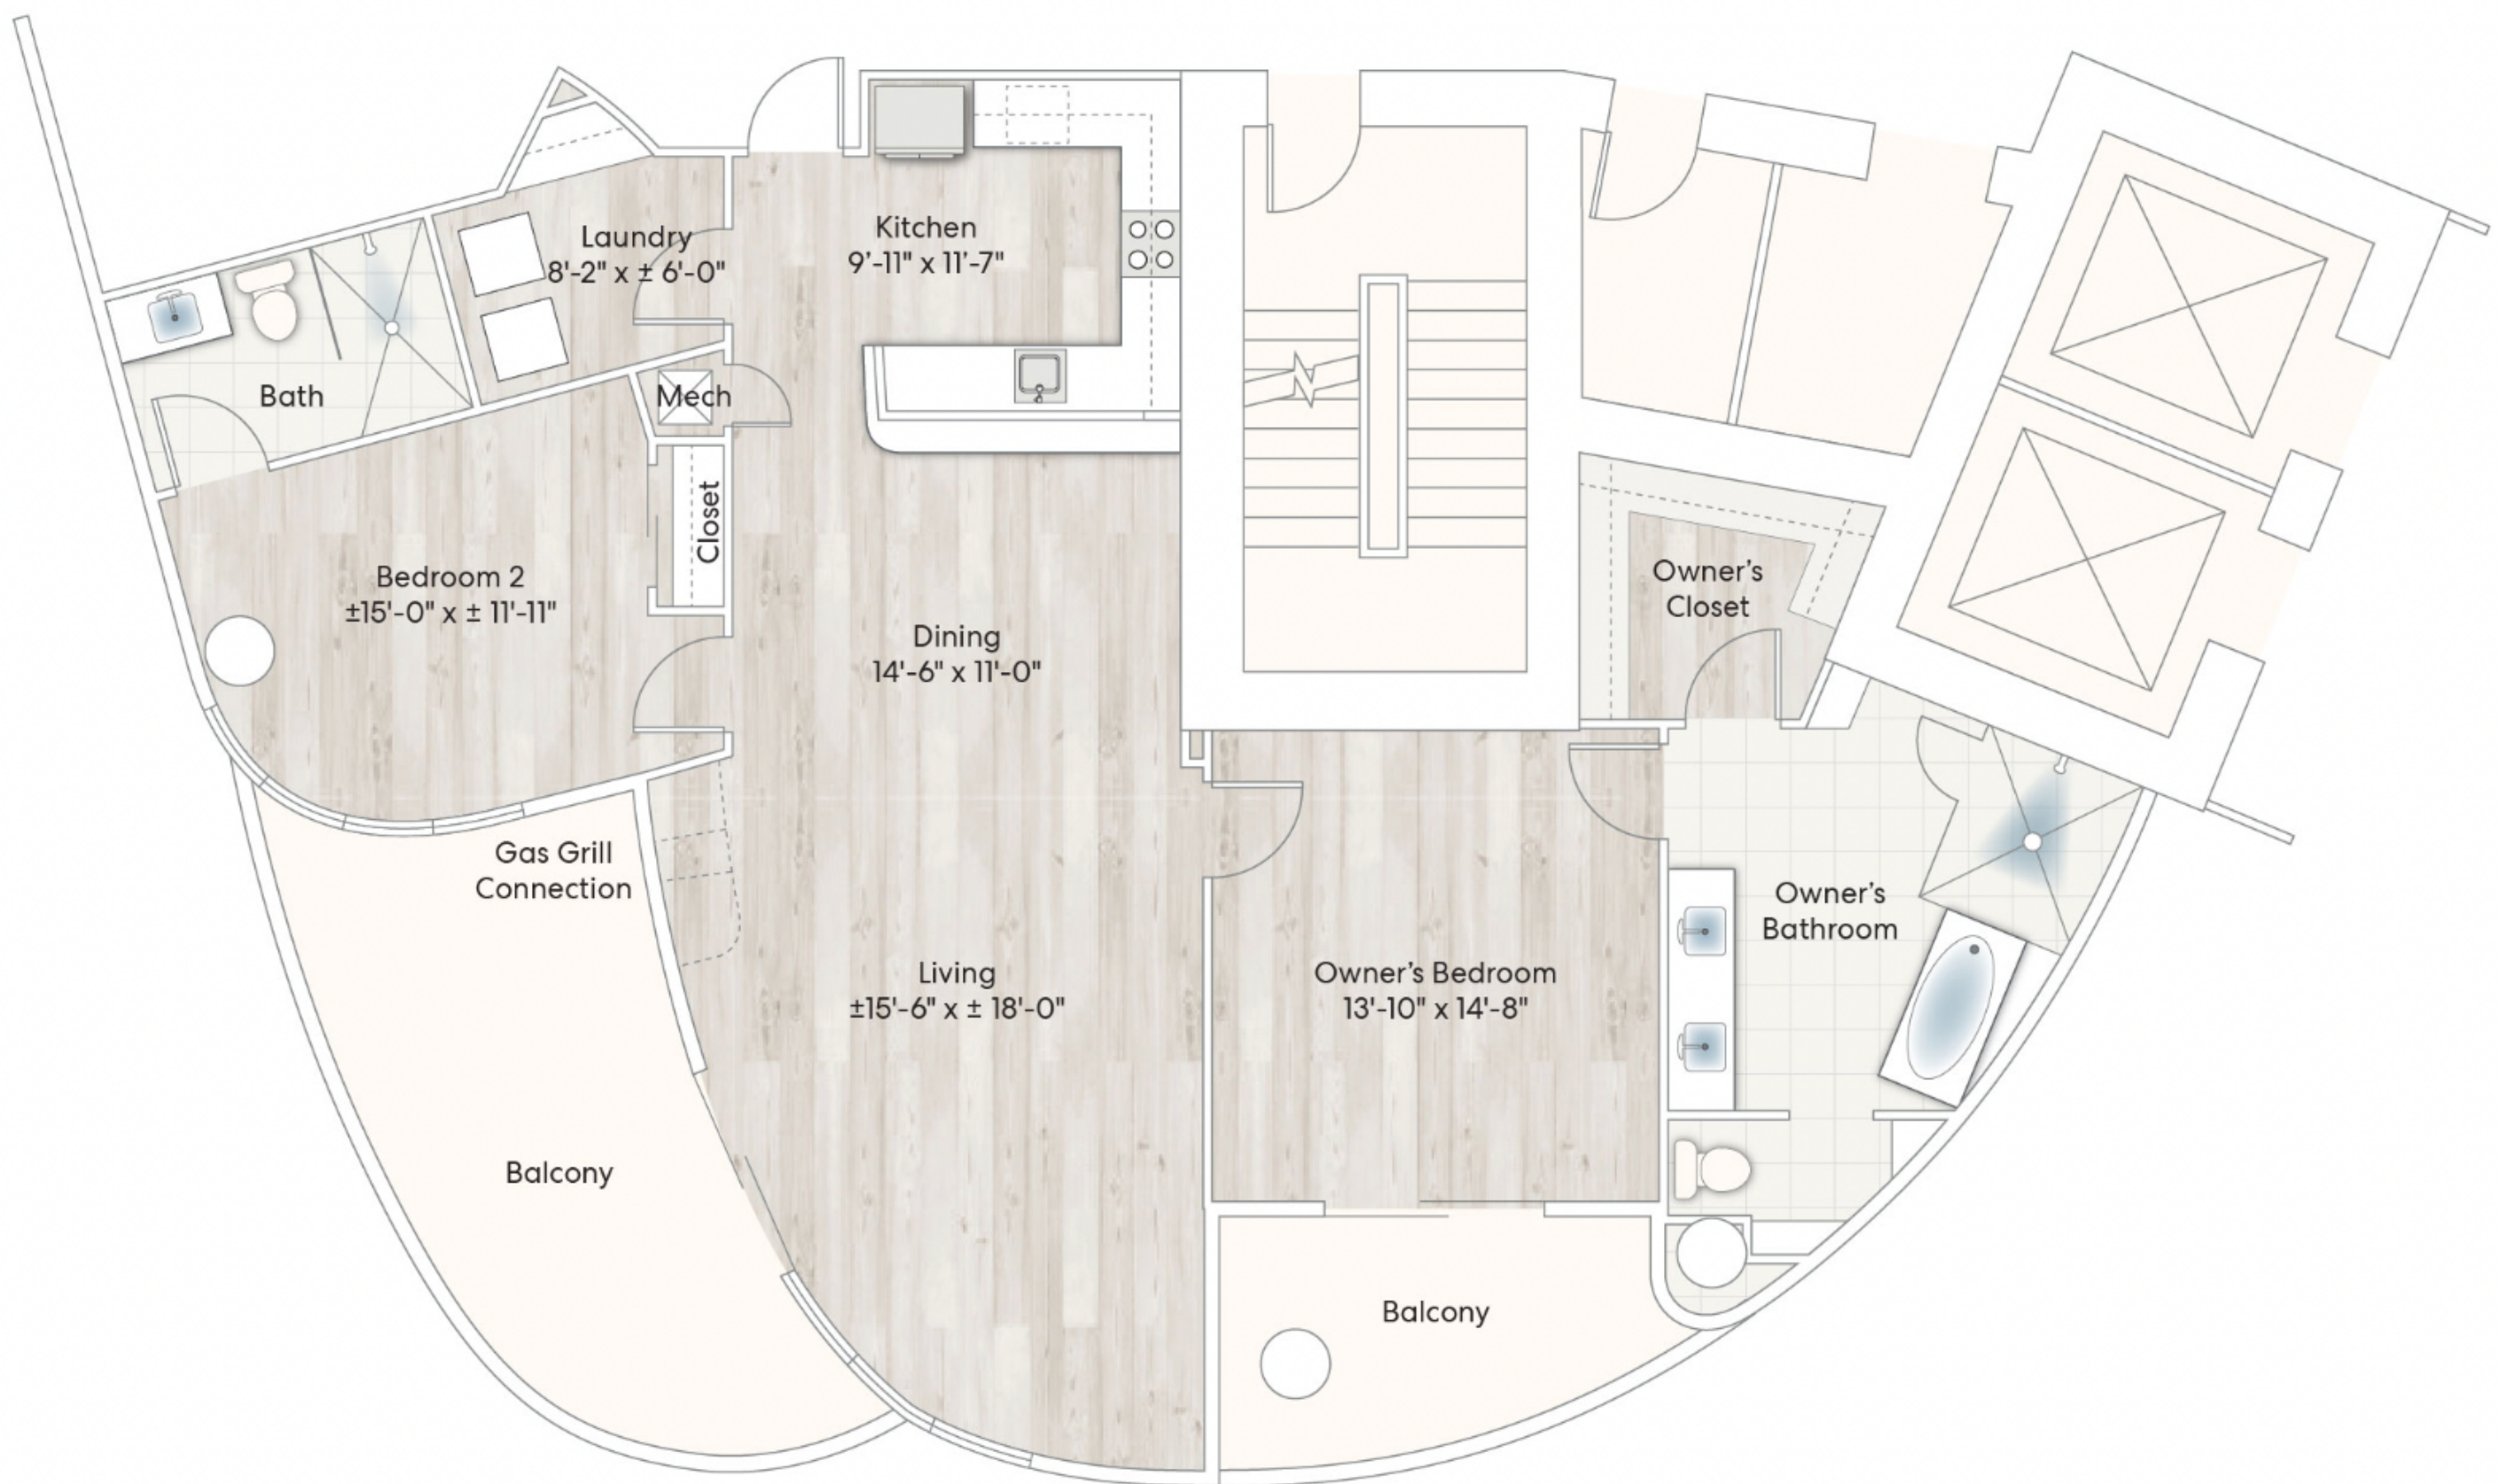 Laundry
8'-2" x ± 6'-0"
Kitchen
9'-11" x 11'-7"
Bath
Mech
Closet
Bedroom 2
±15'-0" x ± 11'-11"
Dining
14'-6" x 11'-0"
Owner's
Closet
Gas Grill
Connection
Living
±15'-6" x ± 18'-0"
Owner's Bedroom
13'-10" x 14'-8"
Owner's
Bathroom
Balcony
Balcony